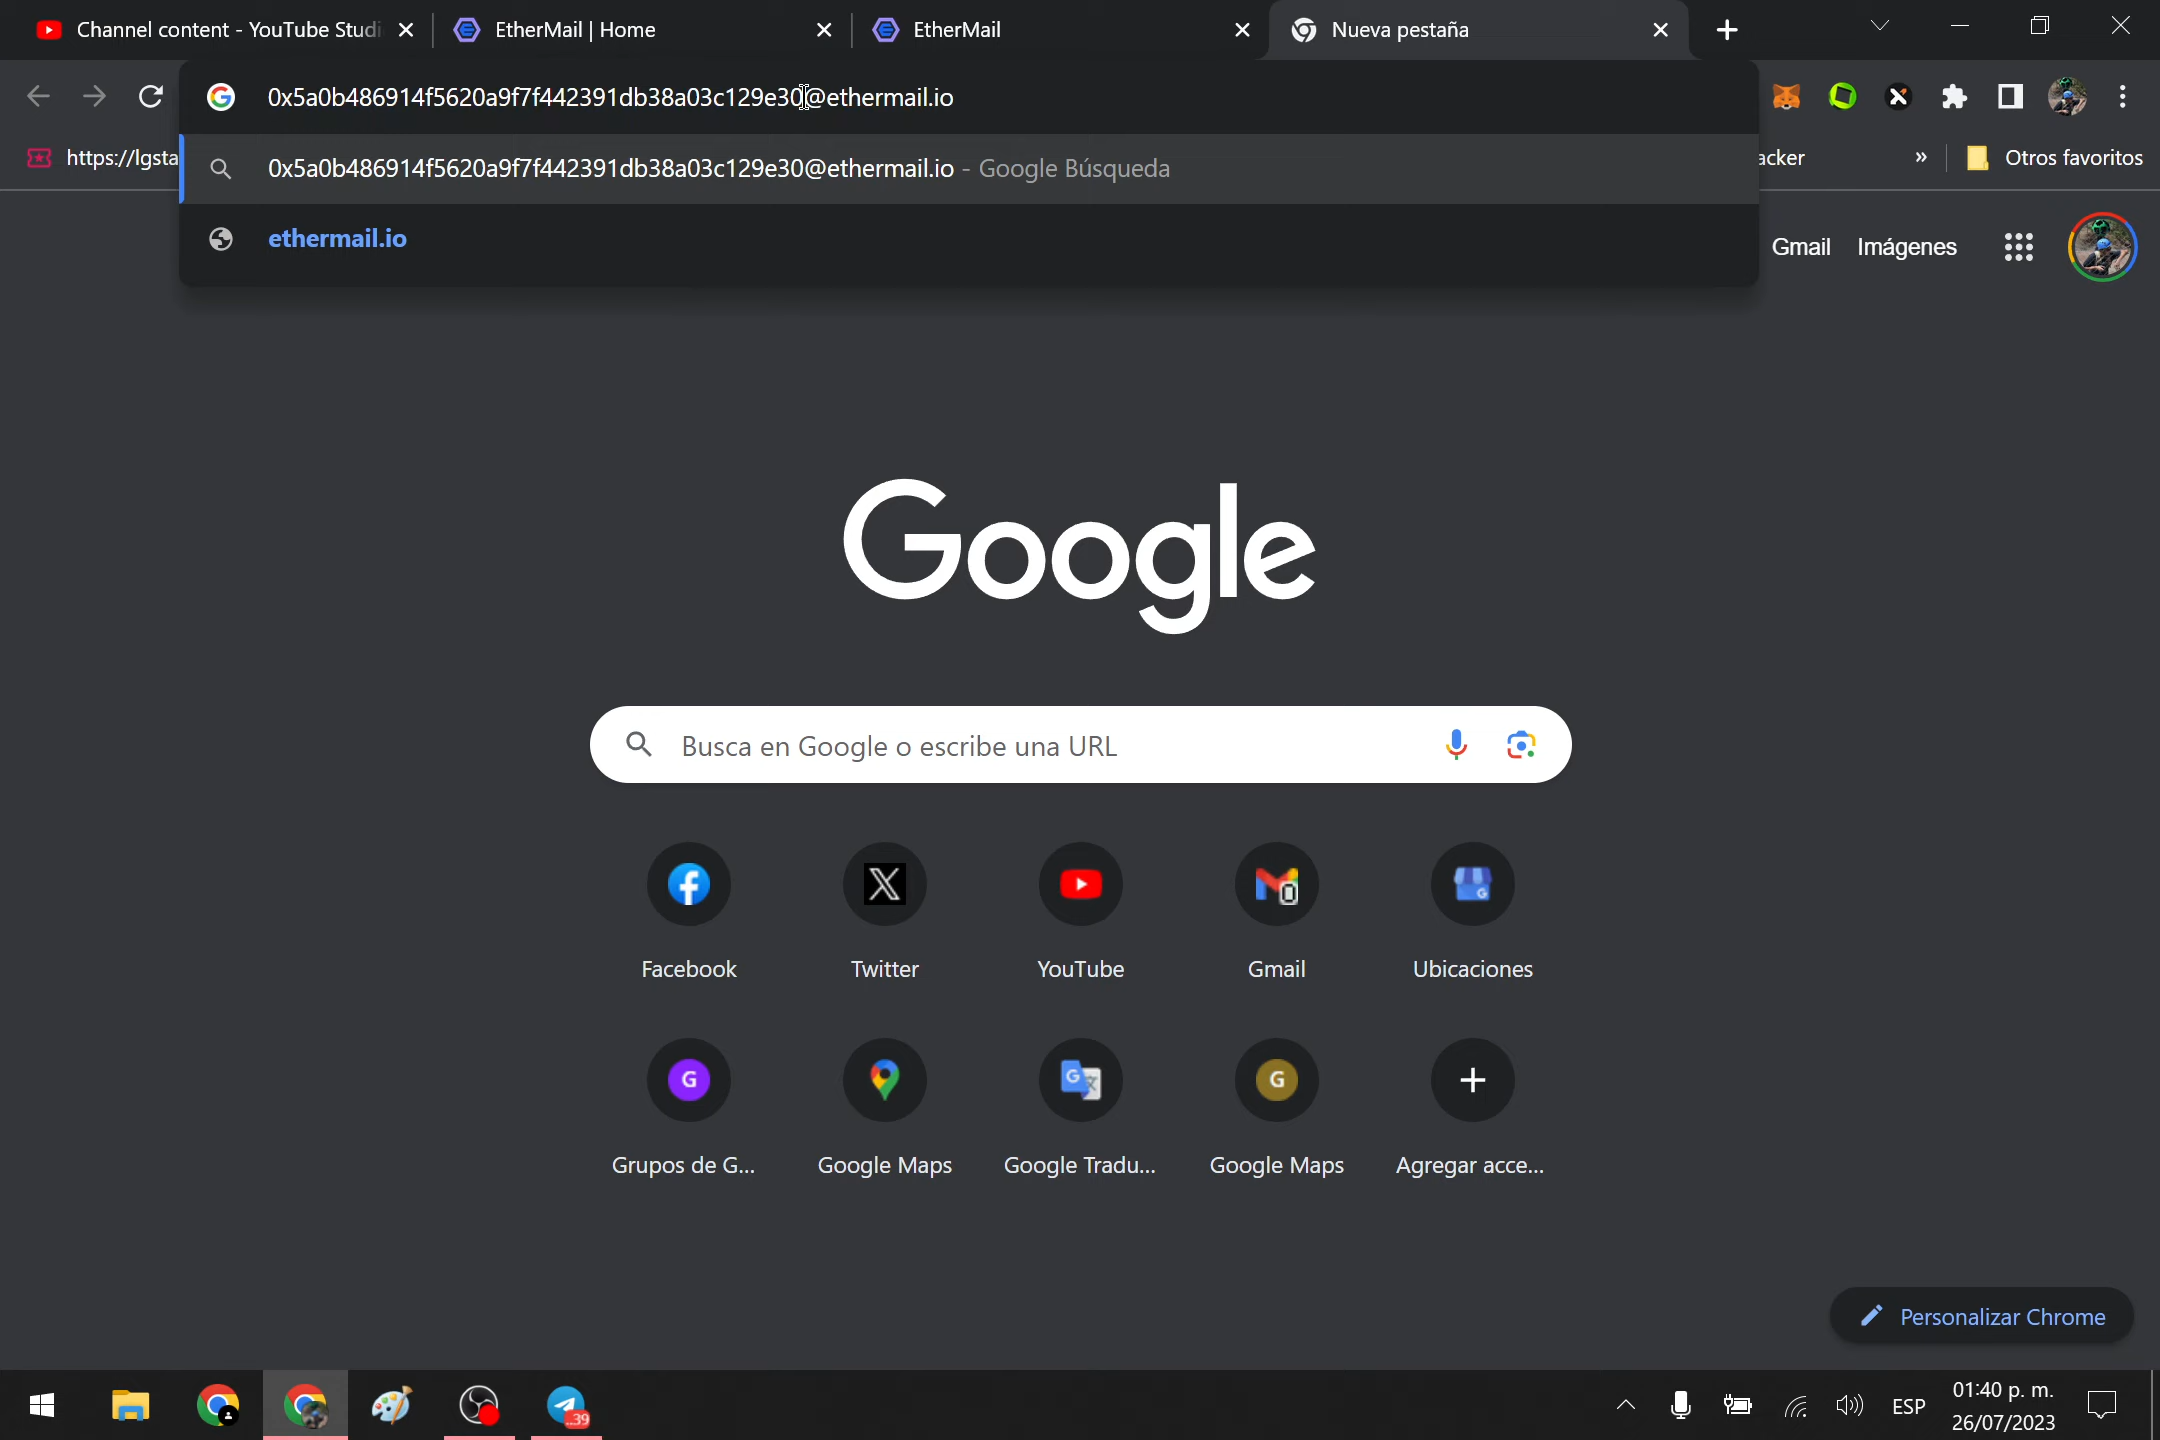 Channel content - YouTube Studi
EtherMail | Home
EtherMail
Nueva pestaña
0x5a0b486914f5620a9f7f442391db38a03c129e30@ethermail.io
https://lgsta
0x5a0b486914f5620a9f7f442391db38a03c129e30@ethermail.io - Google Búsqueda
acker
»
Otros favoritos
ethermail.io
Gmail
Imágenes
Google
Busca en Google o escribe una URL
Facebook
Twitter
YouTube
Gmail
Ubicaciones
G
G
Grupos de G...
Google Maps
Google Tradu...
Google Maps
Agregar acce...
Personalizar Chrome
..39
ESP
01:40 p. m.
26/07/2023